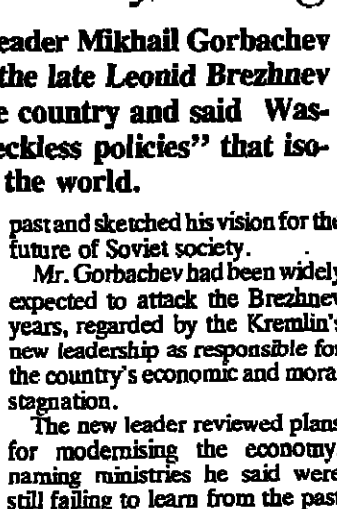 eader Mikhail Gorbachev
the late Leonid Brezhnev
e country and said Was-
eckless policies” that iso-
the world.
past and sketched his vision for the
future of Soviet society.
Mr. Gorbachev had been widely
expected to attack the Brezhnev
years, regarded by the Kremlin's
new leadership as responsible for
the country's economic and mora
stagnation.
The new leader reviewed plans
for modernising the economy,
naming ministries he said were
still failing to learn from the past